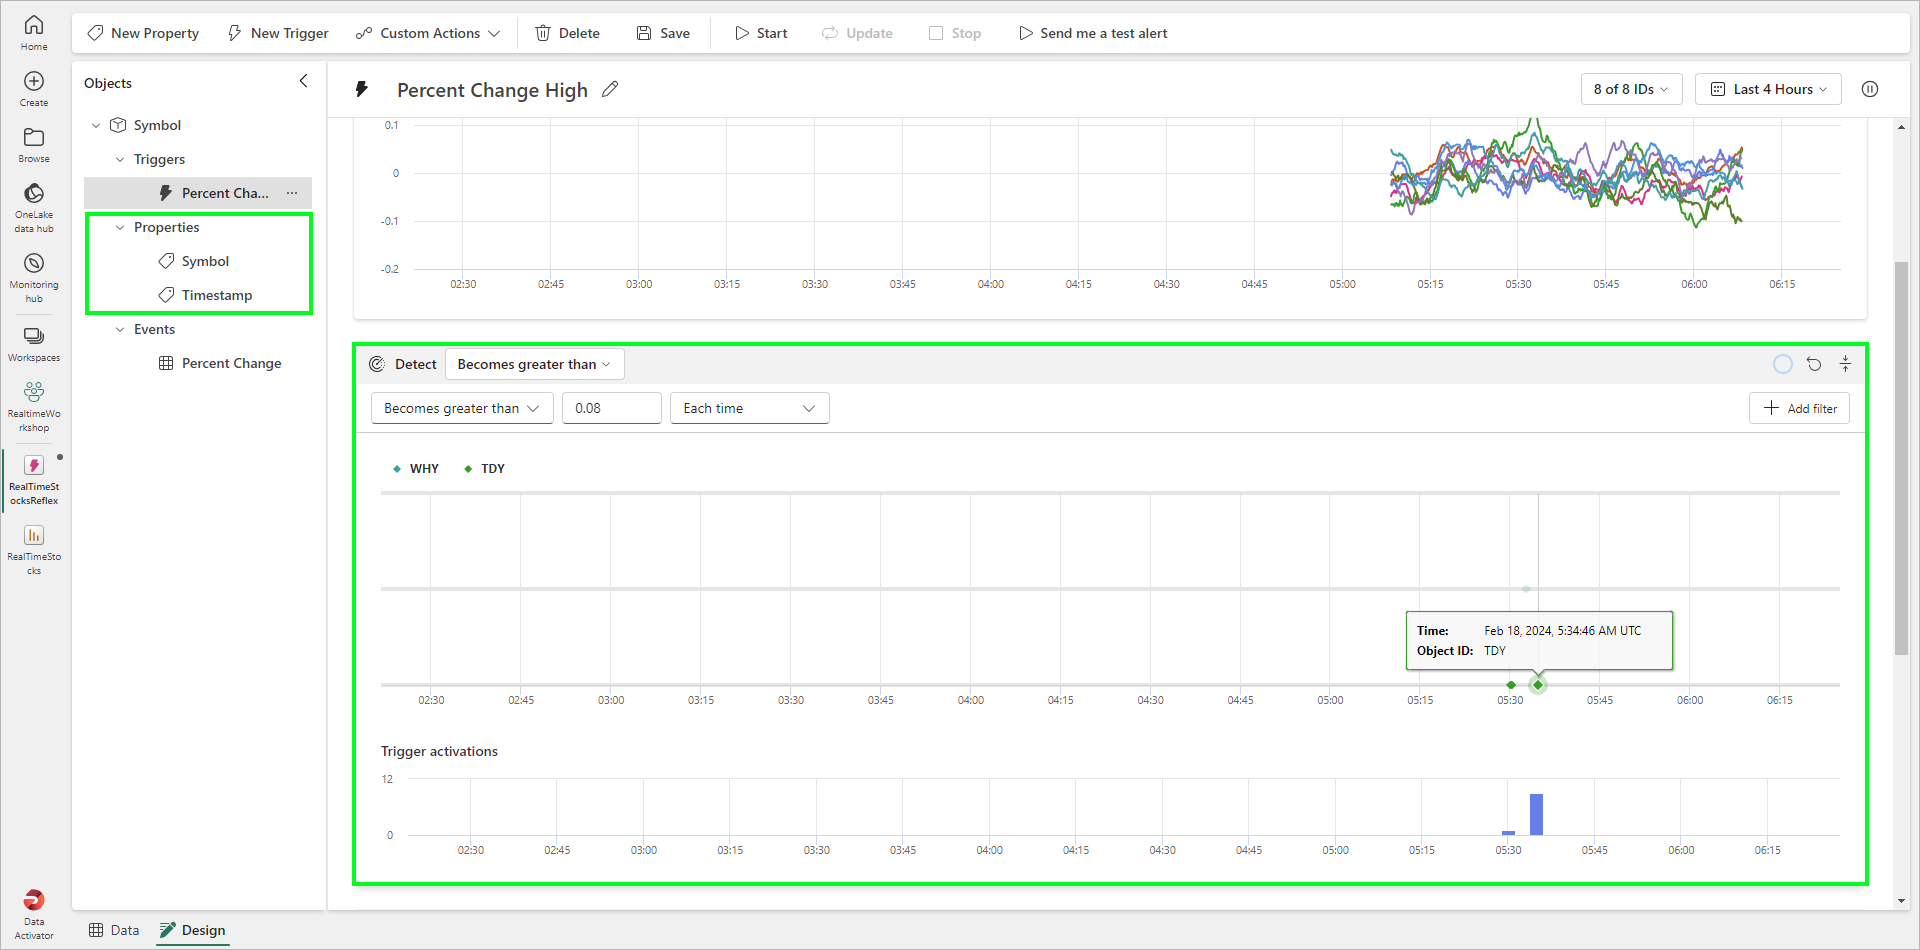 Home
Create
Browse
OneLake
data hub
Monitoring
hub
Workspaces
RealtimeWo
rkshop
RealTimeSt
ocksReflex
RealTimeSto
cks
Data
Activator
New Property
New Trigger
Custom Actions
Delete
Save
Start
Update
Stop
Send me a test alert
Objects
Symbol
Triggers
Percent Cha... ...
Properties
Symbol
Timestamp
Events
Percent Change
Percent Change High
8 of 8 IDs
Last 4 Hours
0.1
0
-0.1
-0.2
02:30 02:45 03:00 03:15 03:30 03:45 04:00 04:15 04:30 04:45 05:00 05:15 05:30 05:45 06:00 06:15
Detect
Becomes greater than
Becomes greater than
0.08
Each time
Add filter
WHY
TDY
Time: Feb 18, 2024, 5:34:46 AM UTC
Object ID: TDY
02:30 02:45 03:00 03:15 03:30 03:45 04:00 04:15 04:30 04:45 05:00 05:15 05:30 05:45 06:00 06:15
Trigger activations
12
0
02:30 02:45 03:00 03:15 03:30 03:45 04:00 04:15 04:30 04:45 05:00 05:15 05:30 05:45 06:00 06:15
Data
Design